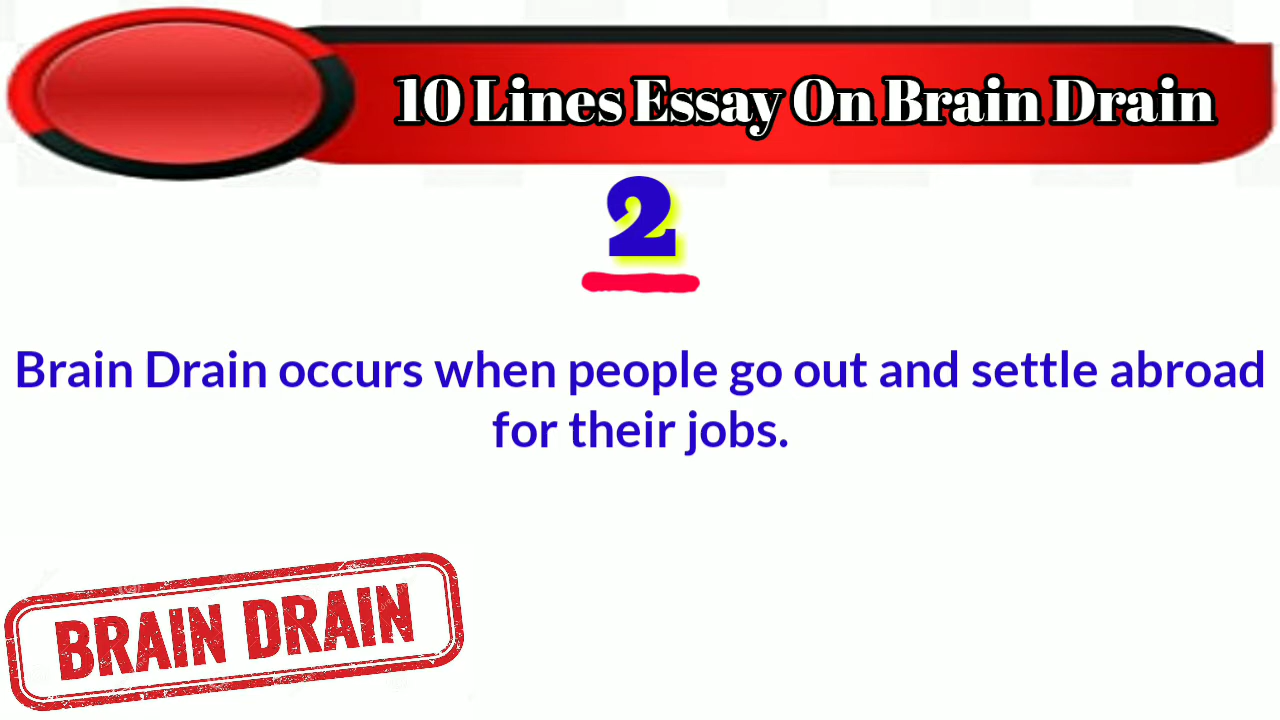 10 Lines Essay On Brain Drain
2
Brain Drain occurs when people go out and settle abroad
for their jobs.
BRAIN DRAIN